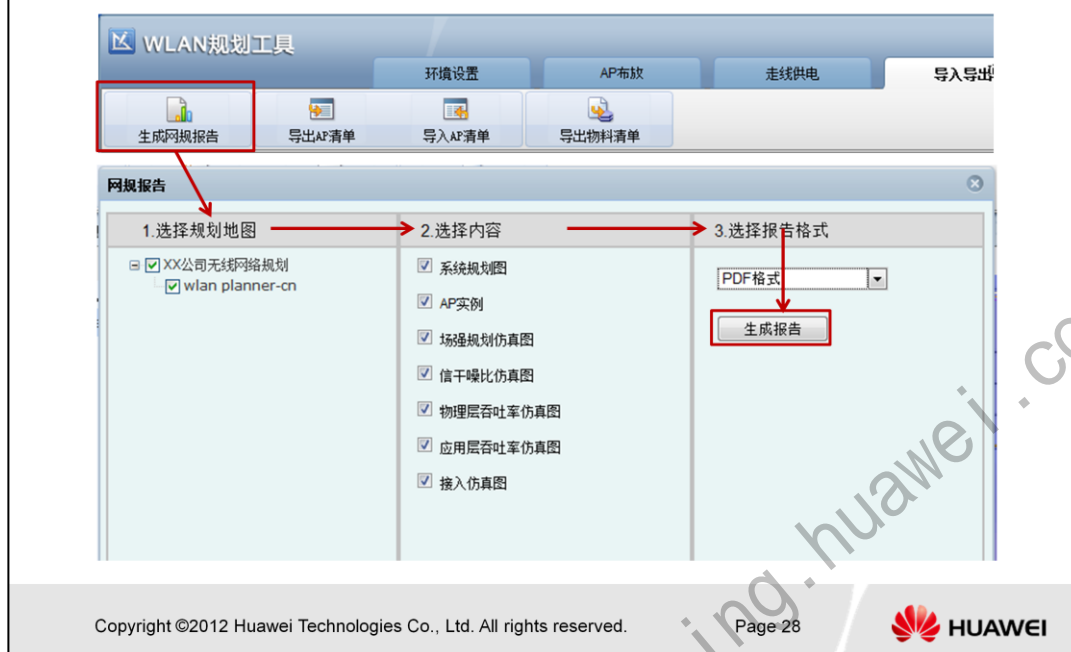 WLAN规划工具
环境设置 AP布放 走线供电 导入导出
生成网规报告 导出AP清单 导入AP清单 导出物料清单
网规报告
1.选择规划地图 2.选择内容 3.选择报告格式
XX公司无线网络规划
wlan planner-cn
系统规划图
AP实例
场强规划仿真图
信干噪比仿真图
物理层吞吐率仿真图
应用层吞吐率仿真图
接入仿真图
PDF格式
生成报告
ing.huawei.co
Copyright ©2012 Huawei Technologies Co., Ltd. All rights reserved.
Page 28
HUAWEI